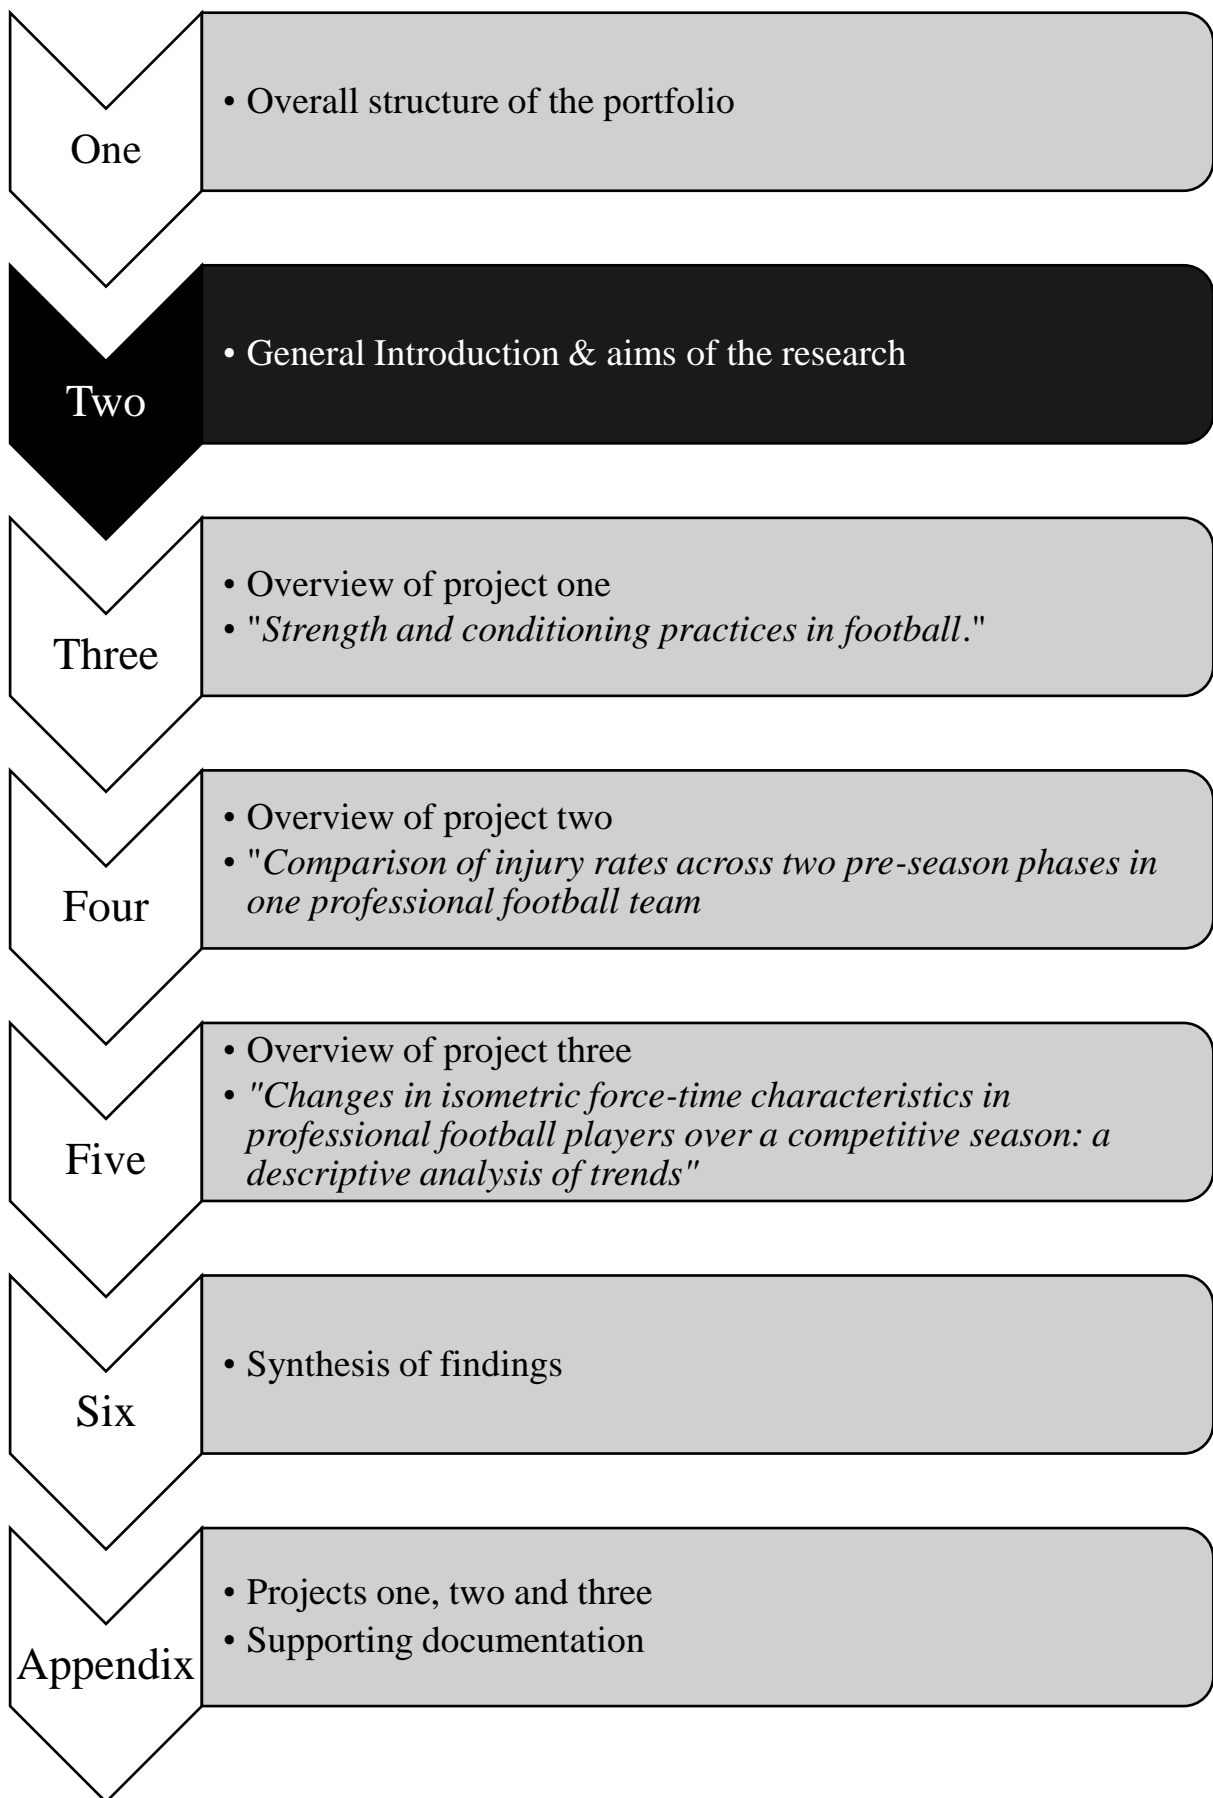 One
• Overall structure of the portfolio
Two
• General Introduction & aims of the research
Three
• Overview of project one
• "Strength and conditioning practices in football."
Four
• Overview of project two
• "Comparison of injury rates across two pre-season phases in
one professional football team
Five
• Overview of project three
• "Changes in isometric force-time characteristics in
professional football players over a competitive season: a
descriptive analysis of trends"
Six
• Synthesis of findings
Appendix
• Projects one, two and three
• Supporting documentation